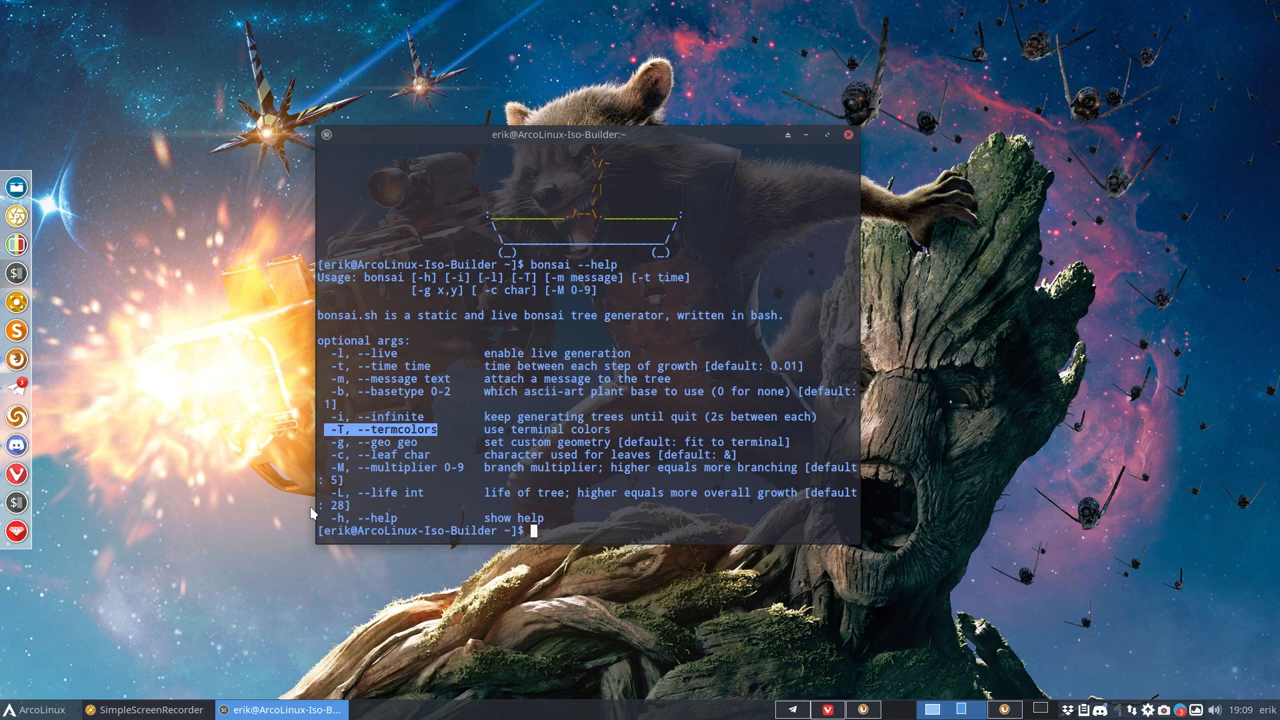 erik@ArcoLinux-Iso-Builder:~
[erik@ArcoLinux-Iso-Builder ~]$ bonsai --help
Usage: bonsai [-h] [-i] [-l] [-T] [-m message] [-t time]
[-g x,y] [ -c char] [-M 0-9]
bonsai.sh is a static and live bonsai tree generator, written in bash.
optional args:
-l, --live enable live generation
-t, --time time time between each step of growth [default: 0.01]
-m, --message text attach a message to the tree
-b, --basetype 0-2 which ascii-art plant base to use (0 for none) [default:
1]
-i, --infinite keep generating trees until quit (2s between each)
-T, --termcolors use terminal colors
-g, --geo geo set custom geometry [default: fit to terminal]
-c, --leaf char character used for leaves [default: &]
-M, --multiplier 0-9 branch multiplier; higher equals more branching [default
: 5]
-L, --life int life of tree; higher equals more overall growth [default
: 28]
-h, --help show help
[erik@ArcoLinux-Iso-Builder ~]$
ArcoLinux SimpleScreenRecorder erik@ArcoLinux-Iso-B... 3 19:09 erik